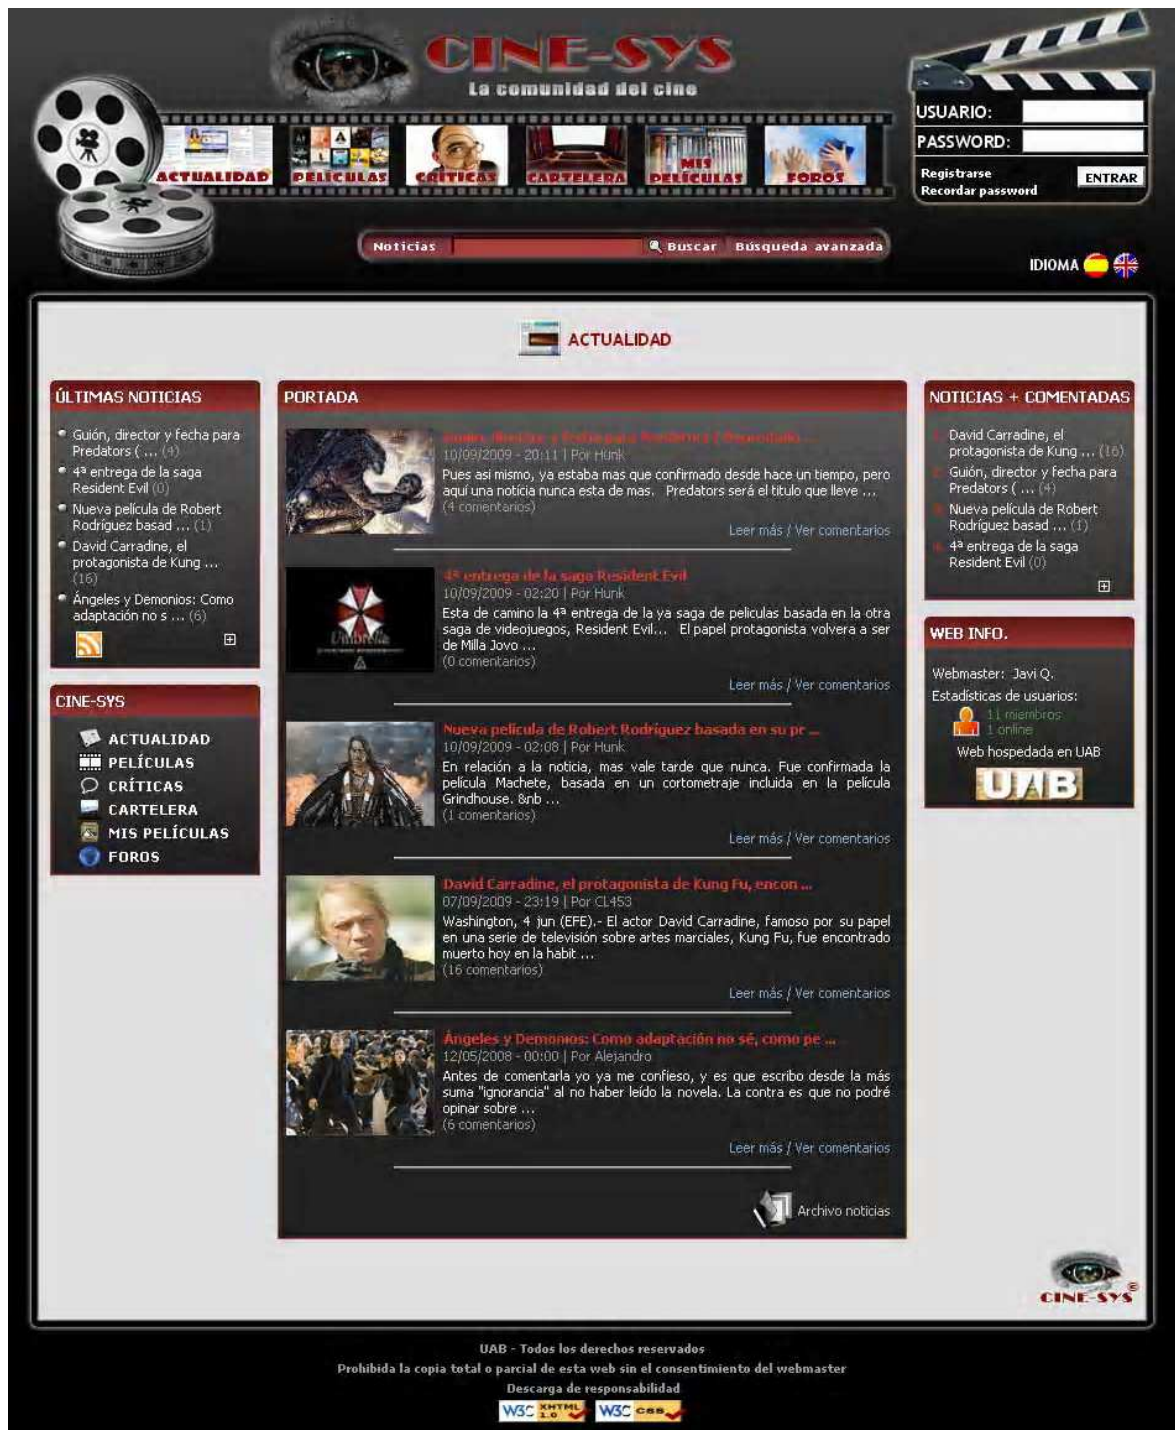 CINE-SYS
La comunidad del cine
USUARIO:
PASSWORD:
Registrarse
Recordar password
ENTRAR
ACTUALIDAD
PELÍCULAS
CRÍTICAS
CARTELERA
MIS
PELÍCULAS
FOROS
Noticias
Buscar
Búsqueda avanzada
IDIOMA
ACTUALIDAD
ÚLTIMAS NOTICIAS
Guión, director y fecha para
Predators ( ... (4)
4ª entrega de la saga
Resident Evil (0)
Nueva película de Robert
Rodríguez basad ... (1)
David Carradine, el
protagonista de Kung ...
(16)
Ángeles y Demonios: Como
adaptación no s ... (6)
CINE-SYS
ACTUALIDAD
PELÍCULAS
CRÍTICAS
CARTELERA
MIS PELÍCULAS
FOROS
PORTADA
Guión, director y fecha para Predators (
10/09/2009 - 20:11 | Por Hunk
Pues asi mismo, ya estaba mas que confirmado desde hace un tiempo, pero
aquí una notícia nunca esta de mas. Predators será el titulo que lleve ...
(4 comentarios)
Leer más / Ver comentarios
4ª entrega de la saga Resident Evil
10/09/2009 - 02:20 | Por Hunk
Esta de camino la 4ª entrega de la ya saga de peliculas basada en la otra
saga de videojuegos, Resident Evil... El papel protagonista volvera a ser
de Milla Jovo ...
(0 comentarios)
Leer más / Ver comentarios
Umbrella
Nueva película de Robert Rodríguez basada en su pr ...
10/09/2009 - 02:08 | Por Hunk
En relación a la noticia, mas vale tarde que nunca. Fue confirmada la
película Machete, basada en un cortometraje incluida en la película
Grindhouse. &nb ...
(1 comentarios)
Leer más / Ver comentarios
David Carradine, el protagonista de Kung Fu, encon ...
07/09/2009 - 23:19 | Por CL453
Washington, 4 jun (EFE).- El actor David Carradine, famoso por su papel
en una serie de televisión sobre artes marciales, Kung Fu, fue encontrado
muerto hoy en la habit ...
(16 comentarios)
Leer más / Ver comentarios
Ángeles y Demonios: Como adaptación no sé, como pe ...
12/05/2008 - 00:00 | Por Alejandro
Antes de comentarla yo ya me confieso, y es que escribo desde la más
suma "ignorancia" al no haber leído la novela. La contra es que no podré
opinar sobre ...
(6 comentarios)
Leer más / Ver comentarios
Archivo noticias
NOTICIAS + COMENTADAS
David Carradine, el
protagonista de Kung ... (16)
Guión, director y fecha para
Predators ( ... (4)
Nueva película de Robert
Rodríguez basad ... (1)
4ª entrega de la saga
Resident Evil (0)
WEB INFO.
Webmaster: Javi Q.
Estadísticas de usuarios:
11 miembros
1 online
Web hospedada en UAB
UAB
CINE-SYS
UAB - Todos los derechos reservados
Prohibida la copia total o parcial de esta web sin el consentimiento del webmaster
Descarga de responsabilidad
W3C XHTML 1.0
W3C CSS